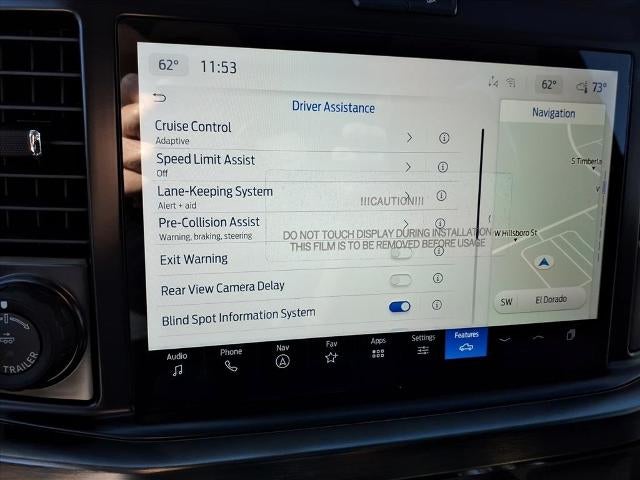 62°
11:53
62°
73°
Driver Assistance
Navigation
Cruise Control
Adaptive
Speed Limit Assist
Off
Lane-Keeping System
Alert + aid
!!!CAUTION!!!
Pre-Collision Assist
Warning, braking, steering
DO NOT TOUCH DISPLAY DURING INSTALLATION
THIS FILM IS TO BE REMOVED BEFORE USAGE
Exit Warning
Rear View Camera Delay
Blind Spot Information System
S Timberla
W Hillsboro St
SW
El Dorado
Audio
Phone
Nav
Fav
Apps
Settings
Features
TRAILER